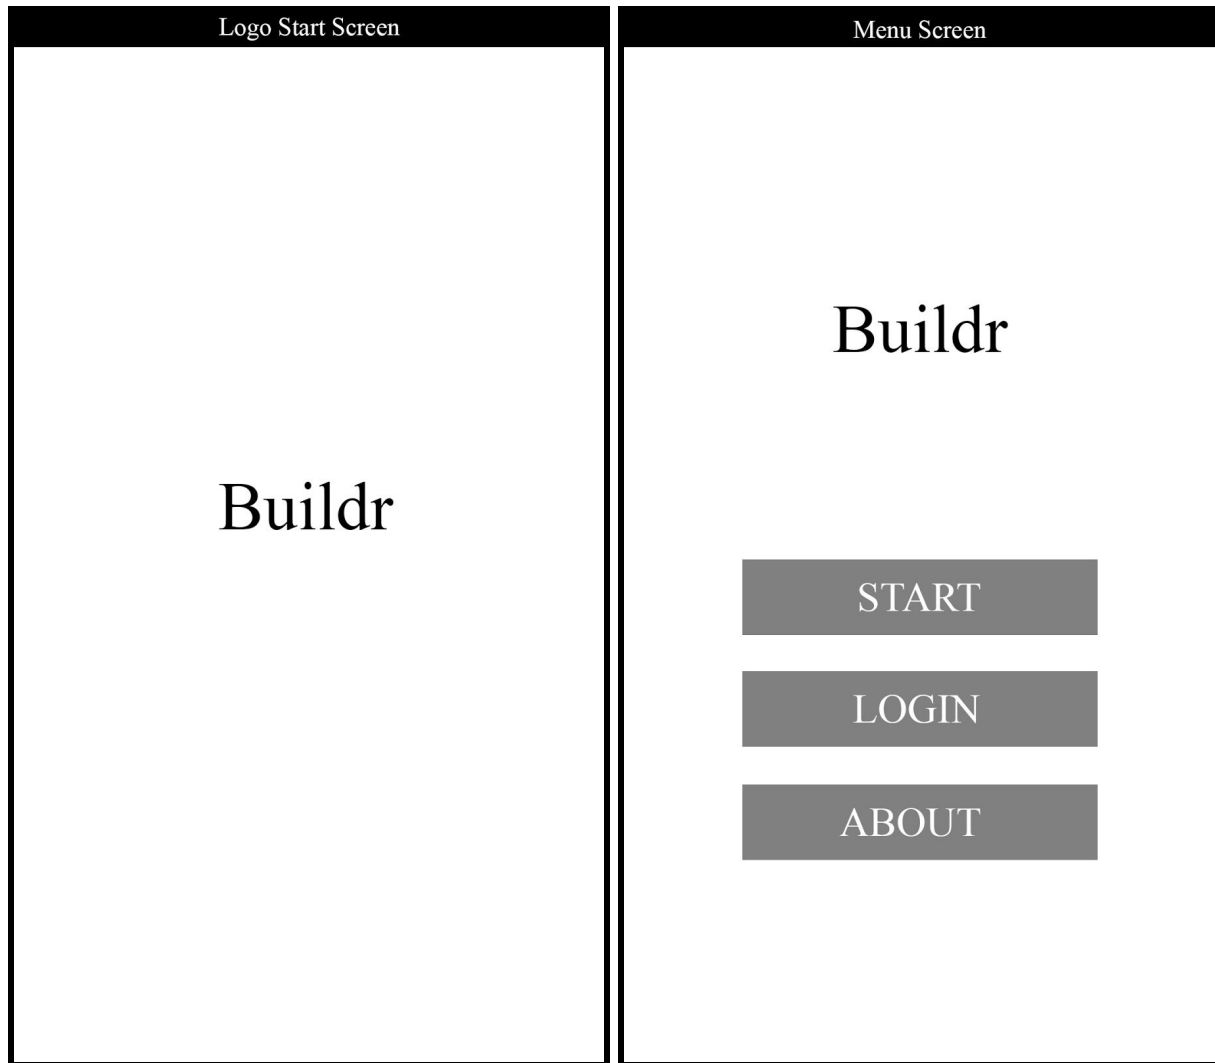 Logo Start Screen
Buildr
Menu Screen
Buildr
START
LOGIN
ABOUT